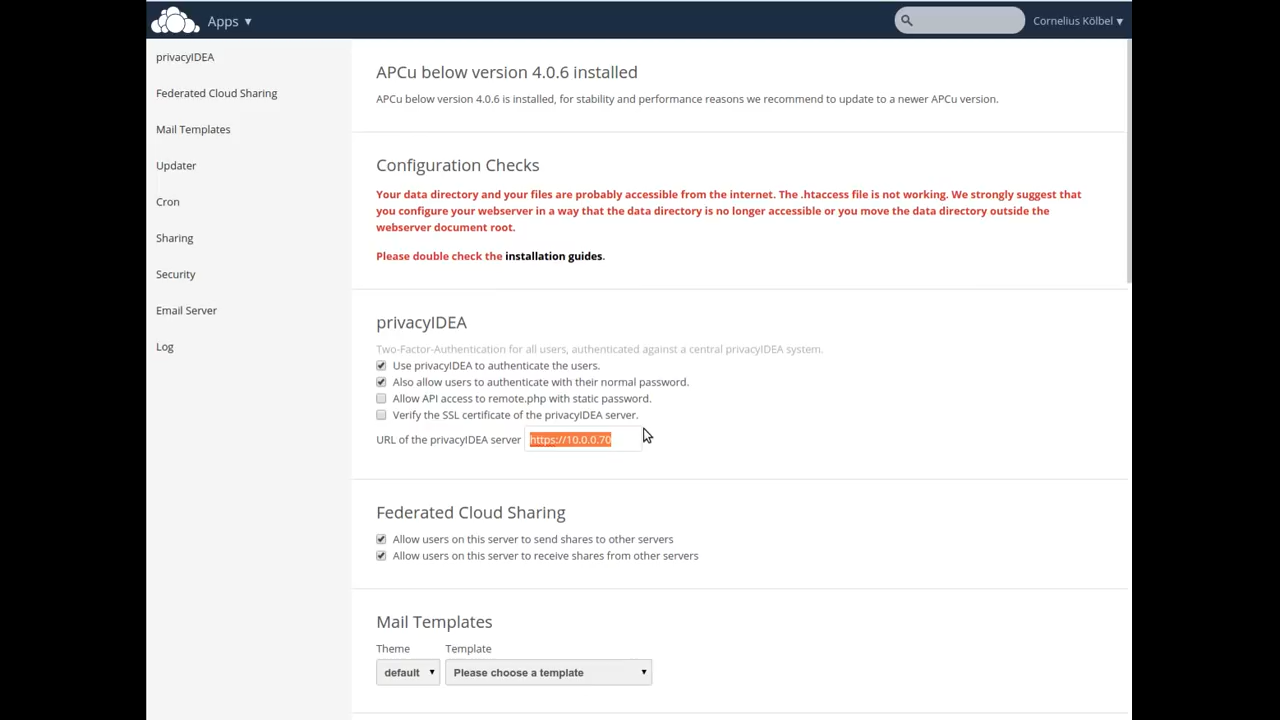 Apps ▼
Cornelius Kölbel ▼
privacyIDEA
Federated Cloud Sharing
Mail Templates
Updater
Cron
Sharing
Security
Email Server
Log
APCu below version 4.0.6 installed
APCu below version 4.0.6 is installed, for stability and performance reasons we recommend to update to a newer APCu version.
Configuration Checks
Your data directory and your files are probably accessible from the internet. The .htaccess file is not working. We strongly suggest that
you configure your webserver in a way that the data directory is no longer accessible or you move the data directory outside the
webserver document root.
Please double check the installation guides.
privacyIDEA
Two-Factor-Authentication for all users, authenticated against a central privacyIDEA system.
Use privacyIDEA to authenticate the users.
Also allow users to authenticate with their normal password.
Allow API access to remote.php with static password.
Verify the SSL certificate of the privacyIDEA server.
URL of the privacyIDEA server https://10.0.0.70
Federated Cloud Sharing
Allow users on this server to send shares to other servers
Allow users on this server to receive shares from other servers
Mail Templates
Theme Template
default ▼ Please choose a template ▼